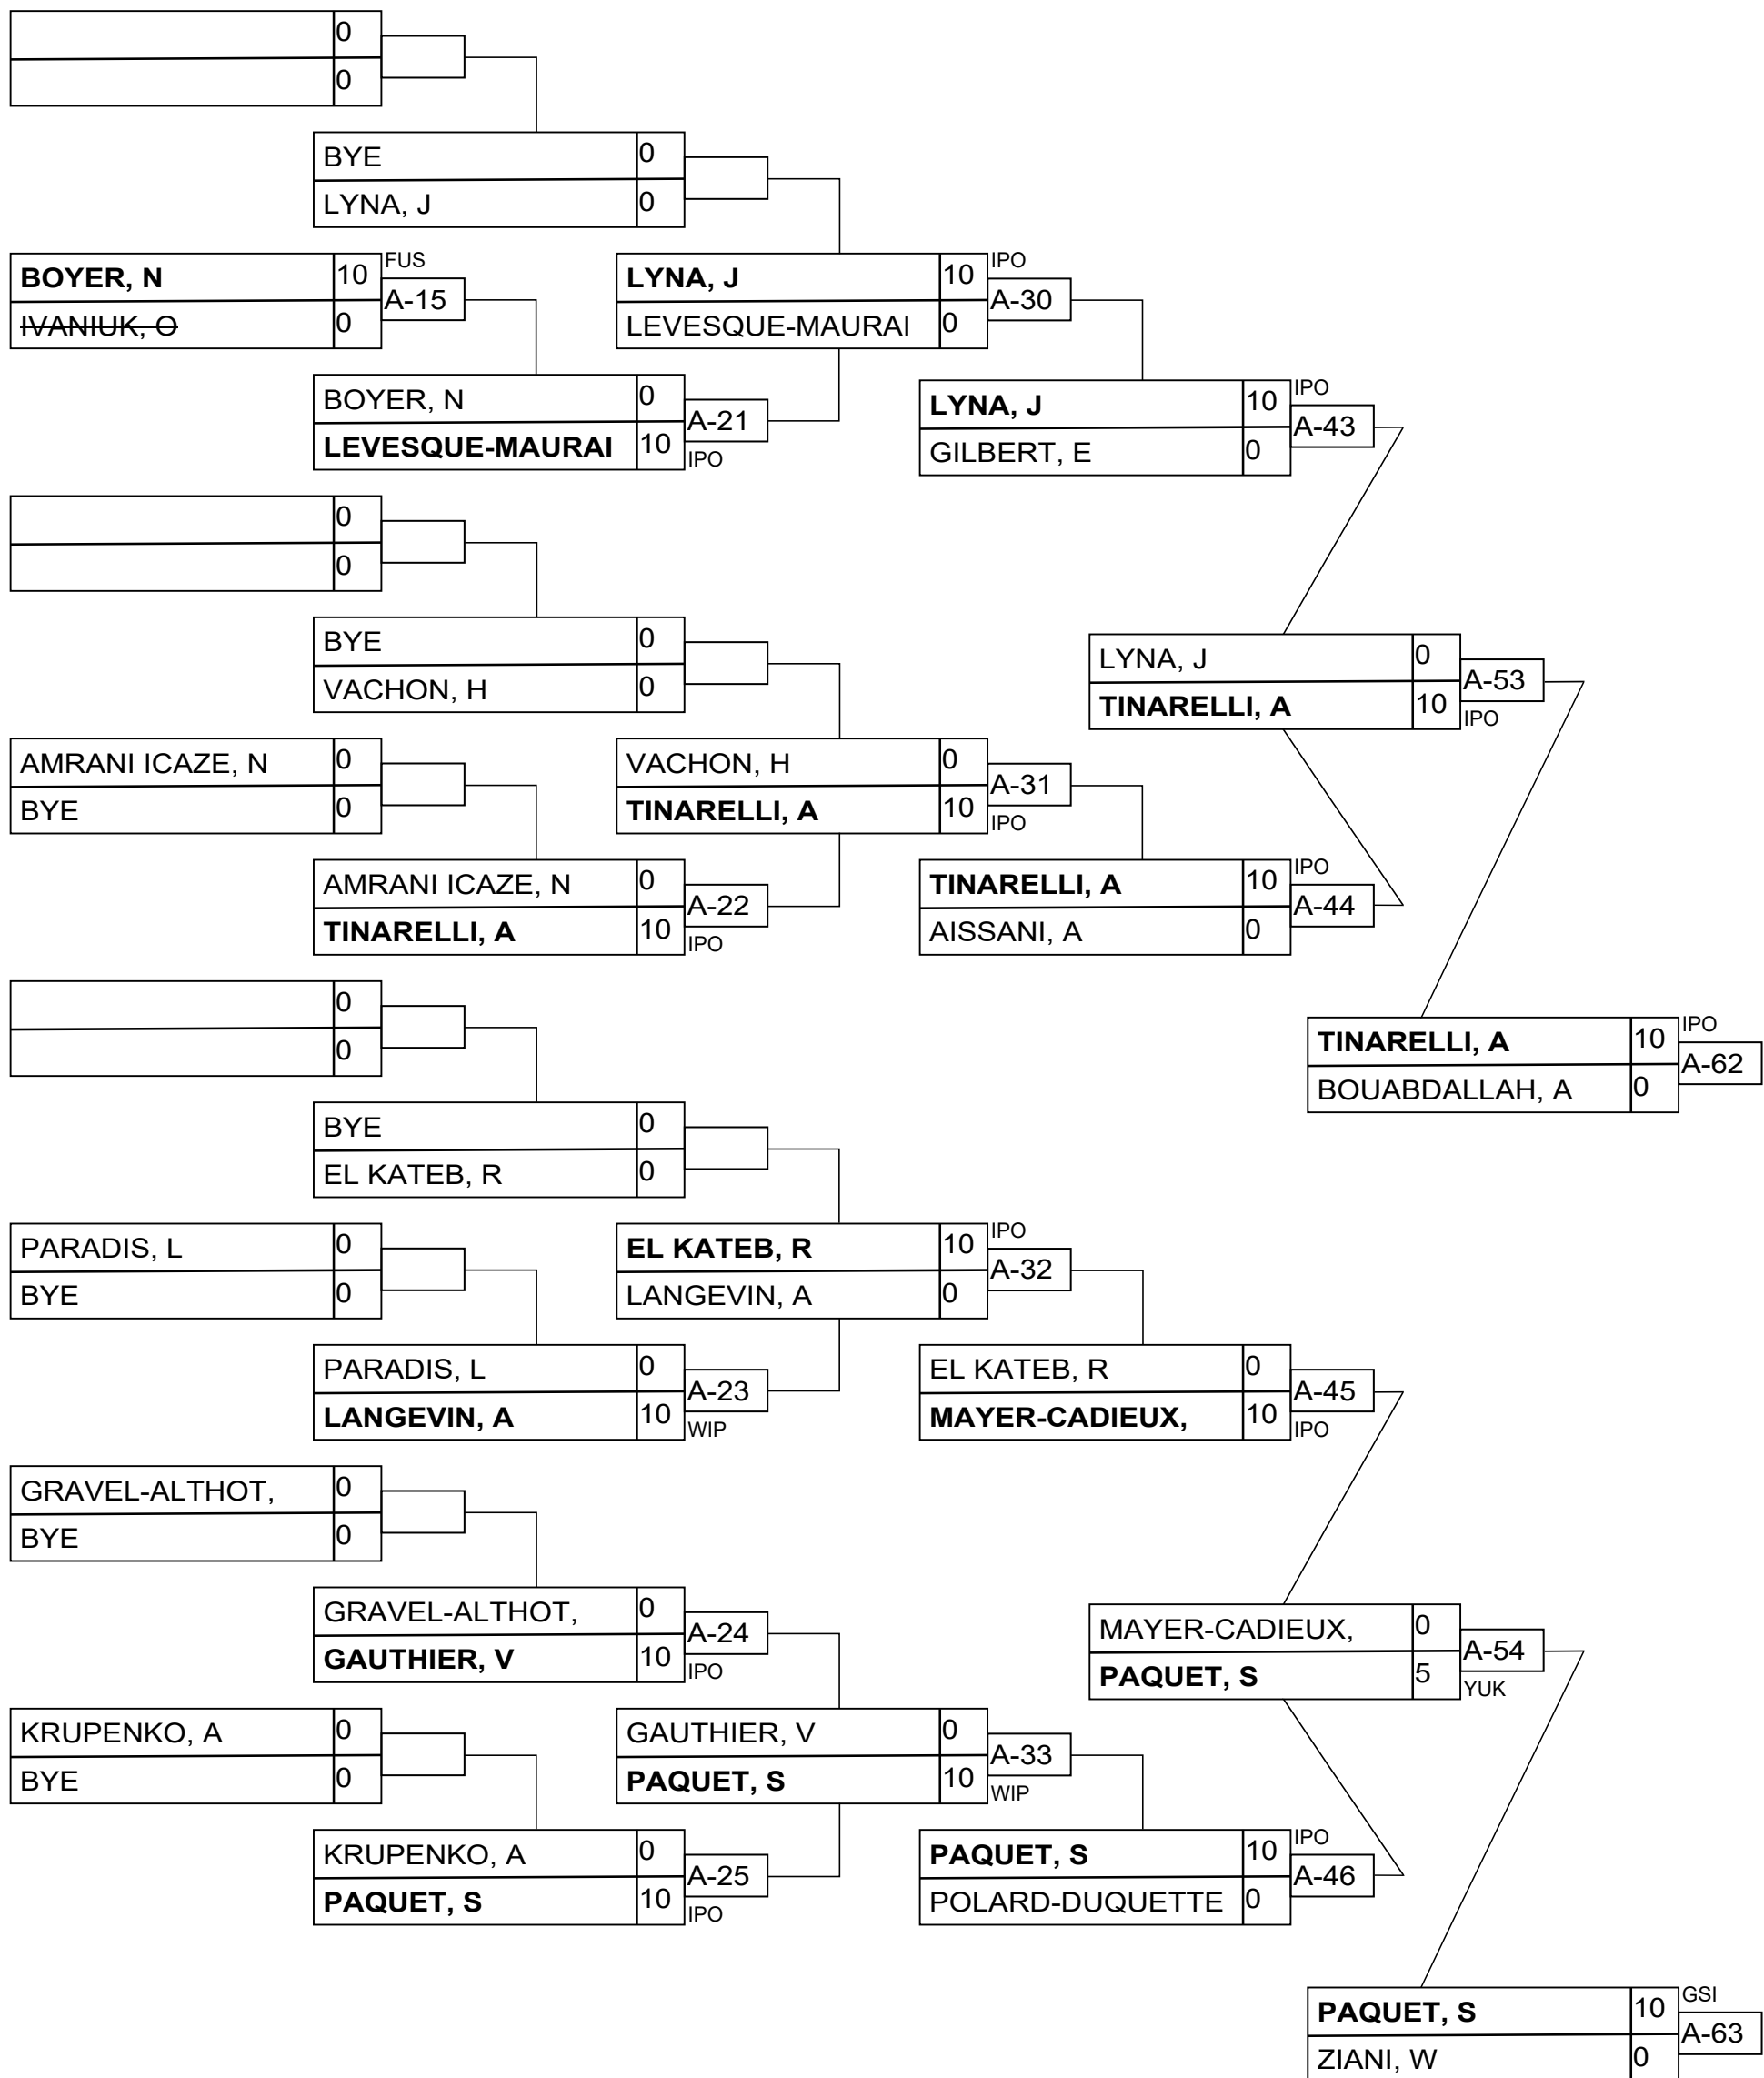 0
0
BYE 0
LYNA, J 0
BOYER, N 10 FUS
A-15
IVANIUK, O 0
LYNA, J 10 IPO
A-30
LEVESQUE-MAURAI 0
BOYER, N 0
A-21
LEVESQUE-MAURAI 10 IPO
LYNA, J 10 IPO
A-43
GILBERT, E 0
0
0
BYE 0
VACHON, H 0
LYNA, J 0
A-53
TINARELLI, A 10 IPO
AMRANI ICAZE, N 0
BYE 0
VACHON, H 0
A-31
TINARELLI, A 10 IPO
AMRANI ICAZE, N 0
A-22
TINARELLI, A 10 IPO
TINARELLI, A 10 IPO
A-44
AISSANI, A 0
0
0
TINARELLI, A 10 IPO
A-62
BOUABDALLAH, A 0
BYE 0
EL KATEB, R 0
PARADIS, L 0
BYE 0
EL KATEB, R 10 IPO
A-32
LANGEVIN, A 0
PARADIS, L 0
A-23
LANGEVIN, A 10 WIP
EL KATEB, R 0
A-45
MAYER-CADIEUX, 10 IPO
GRAVEL-ALTHOT, 0
BYE 0
GRAVEL-ALTHOT, 0
A-24
GAUTHIER, V 10 IPO
MAYER-CADIEUX, 0
A-54
PAQUET, S 5 YUK
KRUPENKO, A 0
BYE 0
GAUTHIER, V 0
A-33
PAQUET, S 10 WIP
KRUPENKO, A 0
A-25
PAQUET, S 10 IPO
PAQUET, S 10 IPO
A-46
POLARD-DUQUETTE 0
PAQUET, S 10 GSI
A-63
ZIANI, W 0